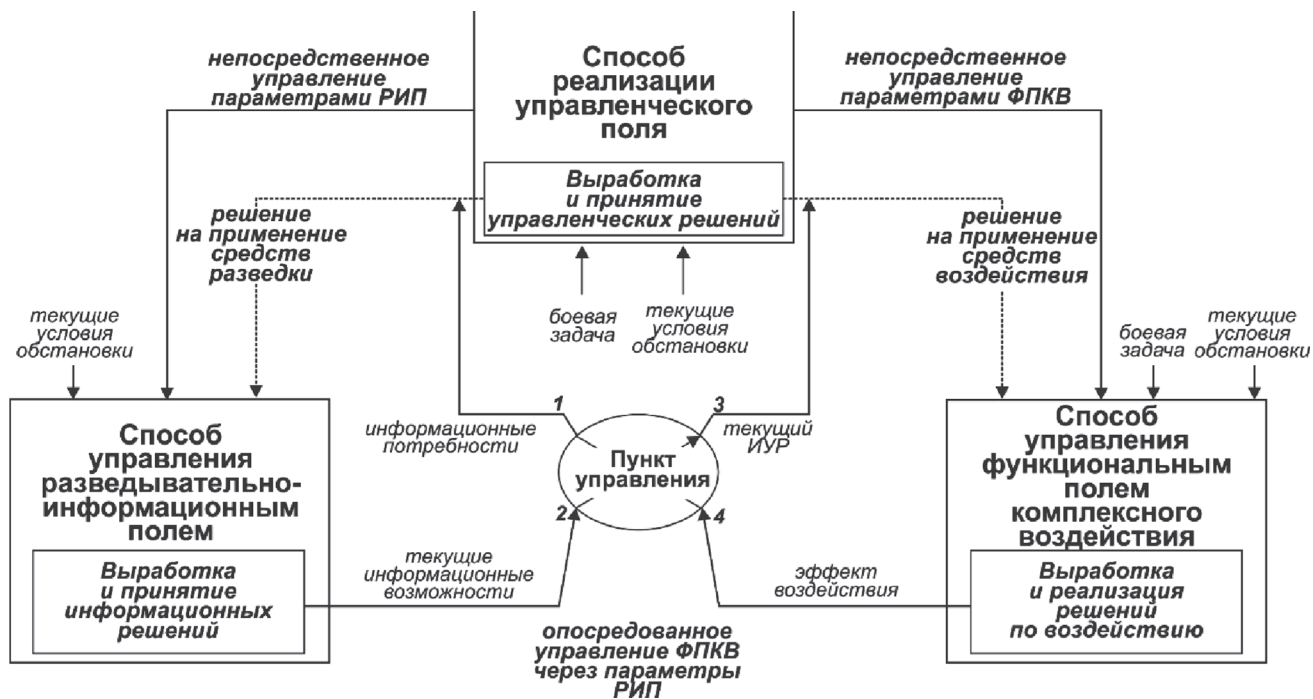 непосредственное
управление
параметрами РИП
Способ
реализации
управленческого
поля
непосредственное
управление
параметрами ФПКВ
Выработка
и принятие
управленческих решений
решение
на применение
средств
разведки
решение
на применение
средств
воздействия
боевая
задача
текущие
условия
обстановки
текущие
условия
обстановки
боевая
задача
текущие
условия
обстановки
Способ
управления
разведывательно-
информационным
полем
Выработка
и принятие
информационных
решений
1
информационные
потребности
3
текущий
ИУР
Пункт
управления
2
4
текущие
информационные
возможности
эффект
воздействия
опосредованное
управление ФПКВ
через параметры
РИП
Способ
управления
функциональным
полем
комплексного
воздействия
Выработка
и реализация
решений
по воздействию